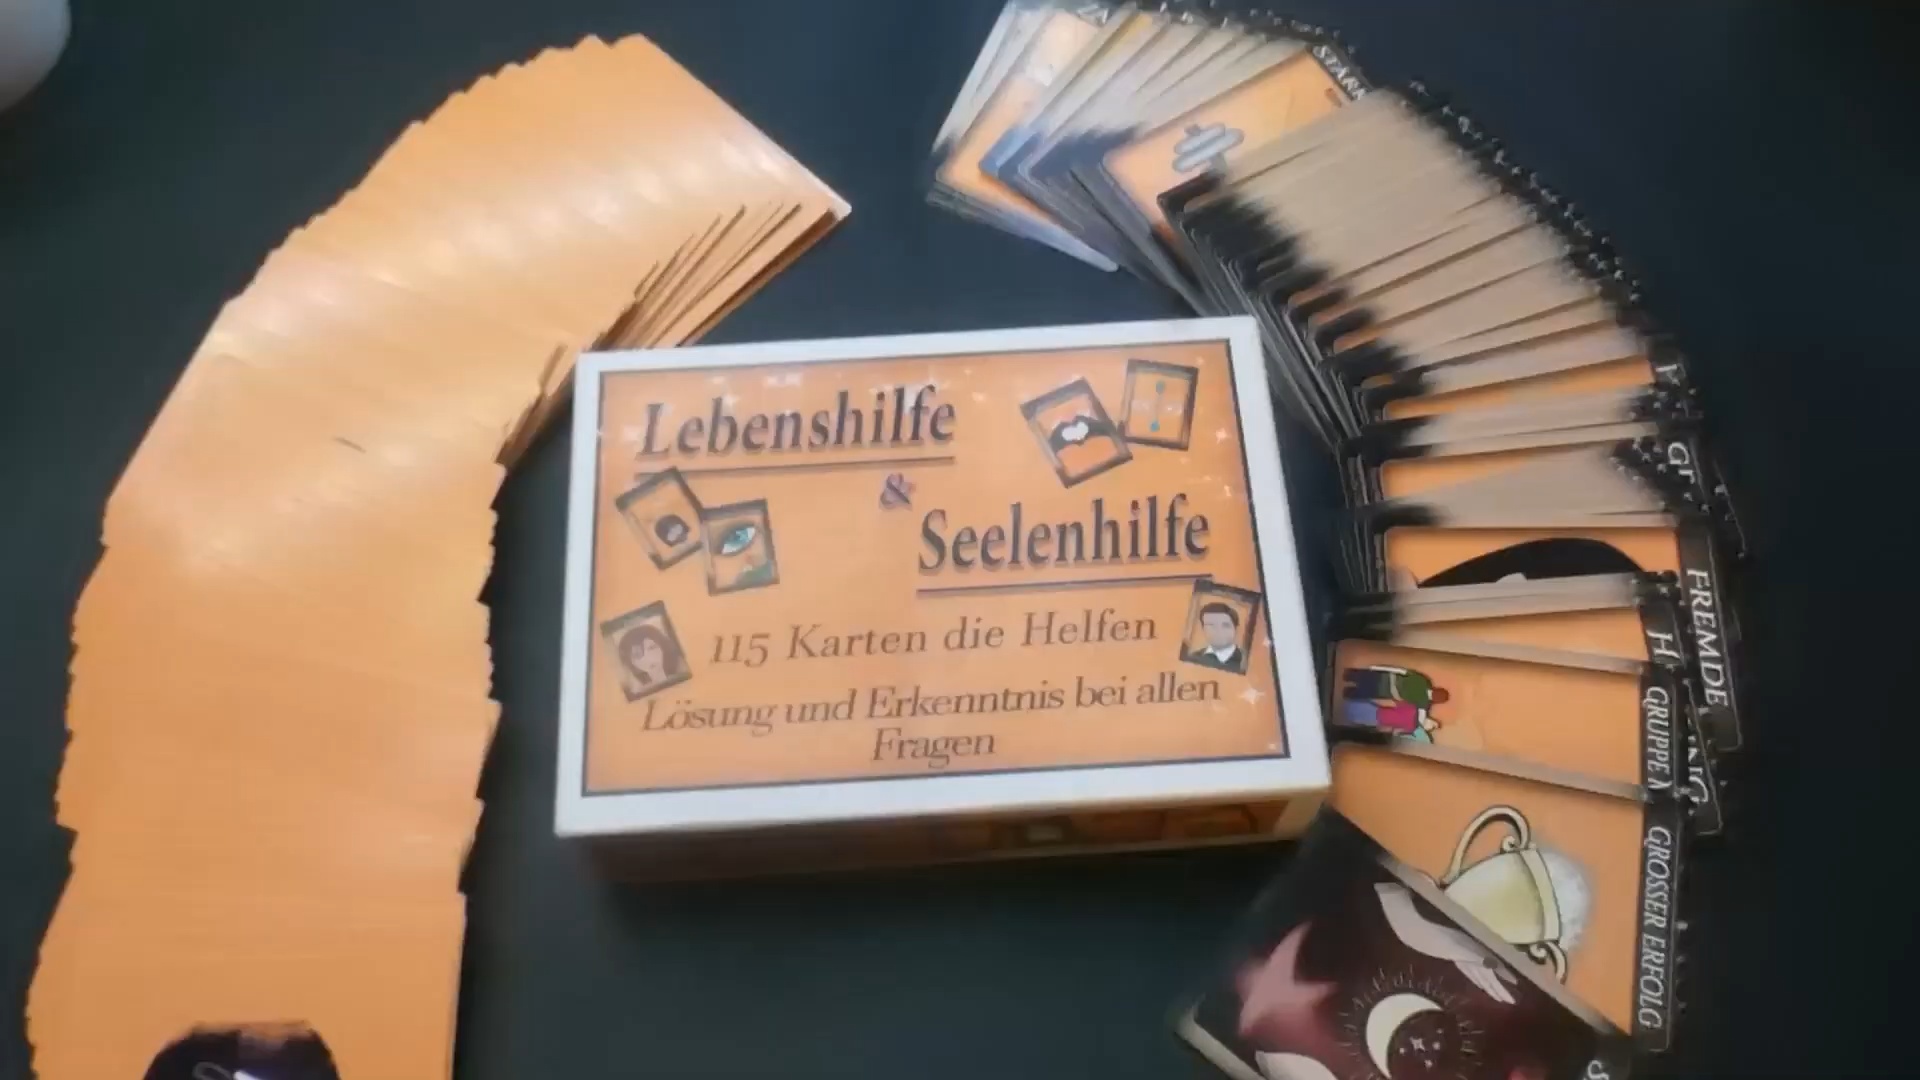 Lebenshilfe
&
Seelenhilfe
115 Karten die Helfen
Lösung und Erkenntnis bei allen
Fragen
FREMDE
GRUPPE
GROSSER ERFOLG